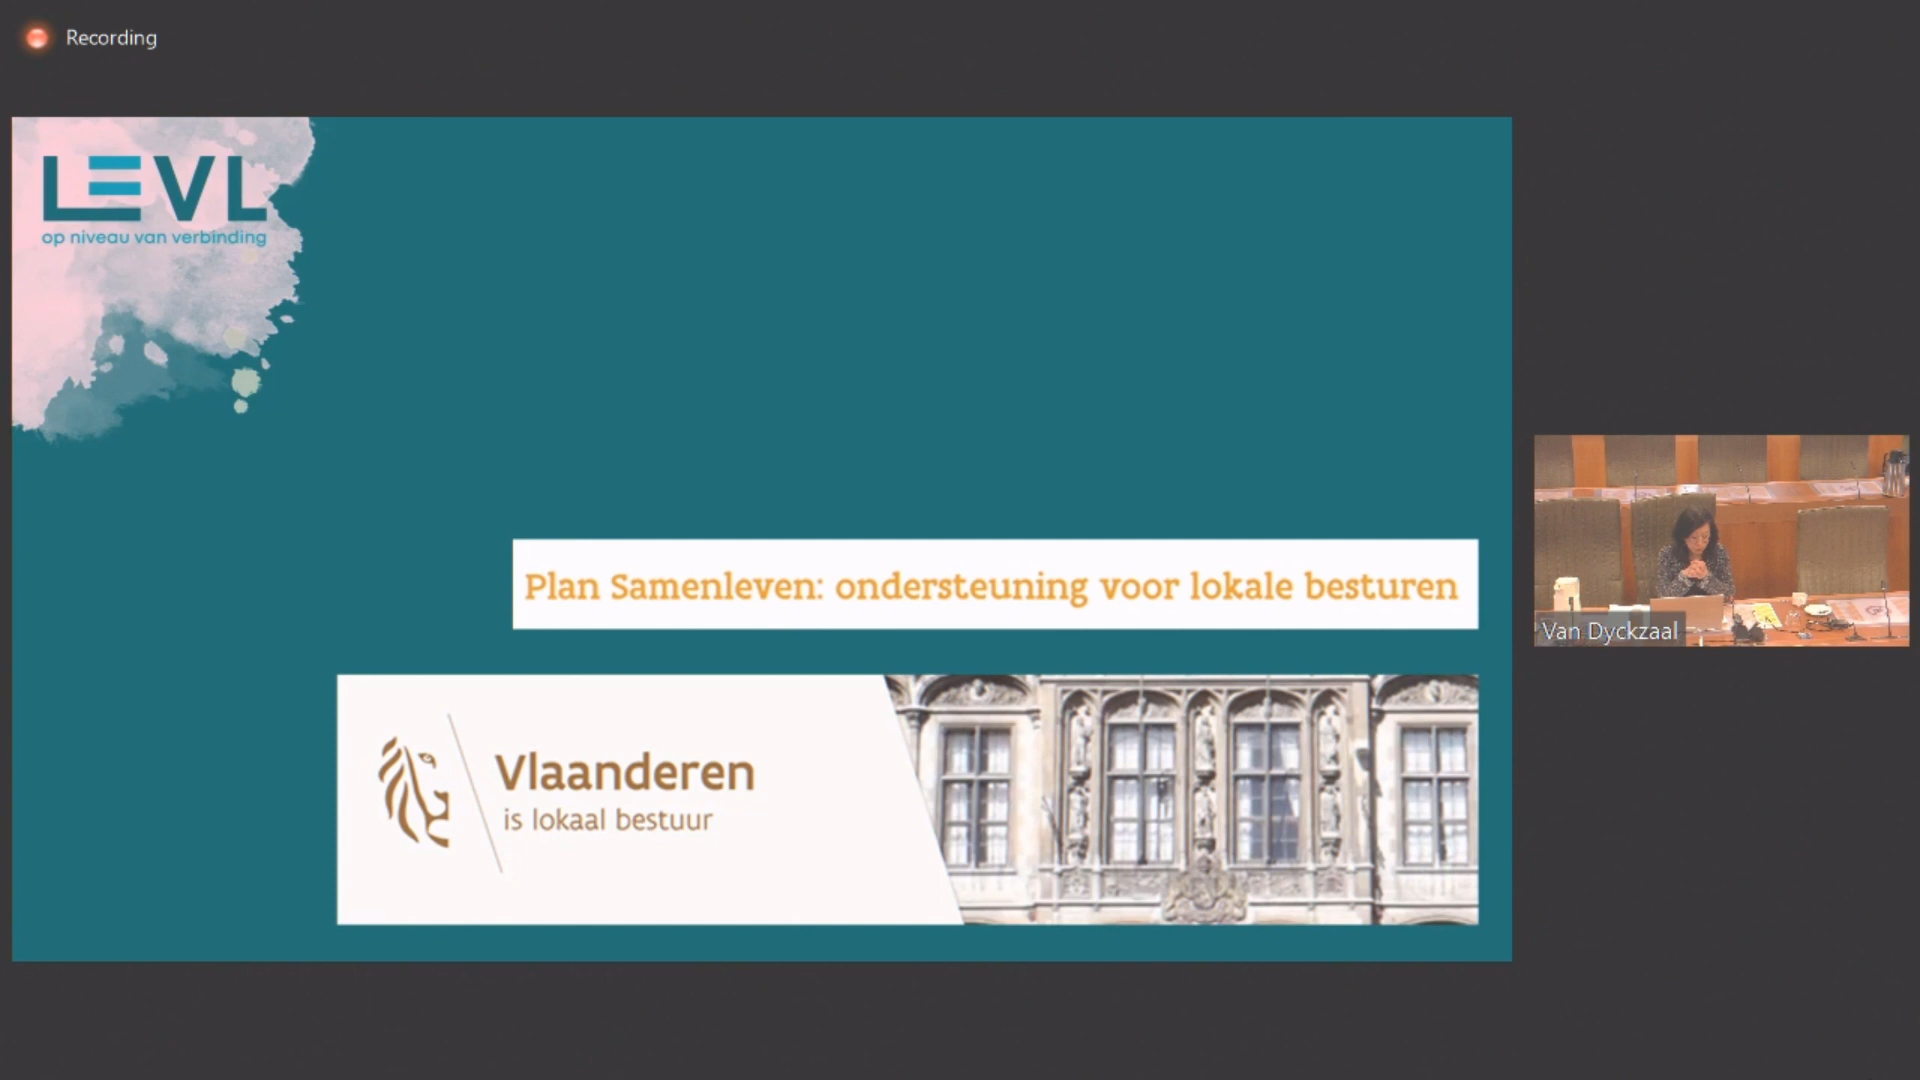 Recording
LEVL
op niveau van verbinding
Plan Samenleven: ondersteuning voor lokale besturen
Vlaanderen
is lokaal bestuur
Van Dyckzaal